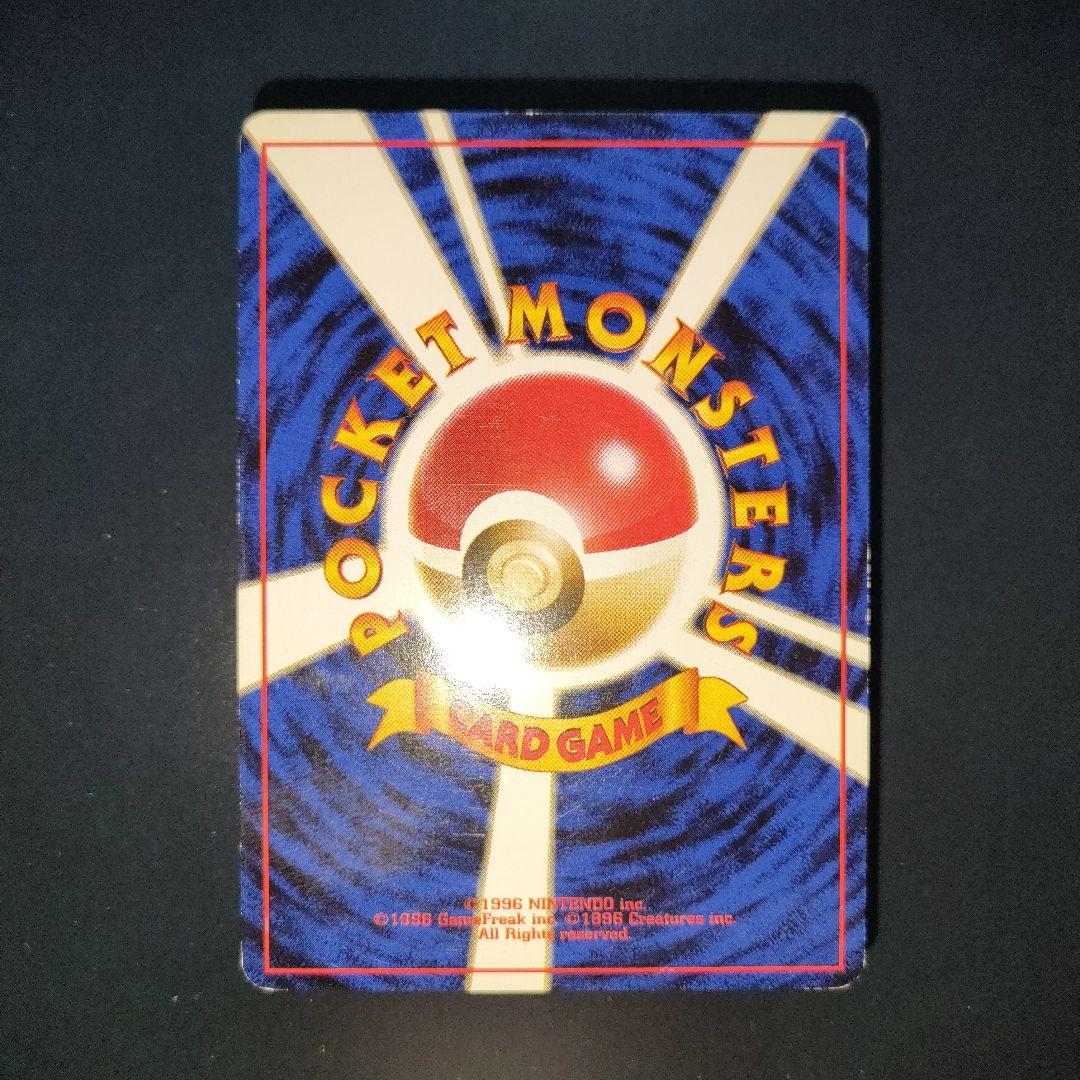 POCKET MONSTERS
CARD GAME
©1996 NINTENDO inc.
©1996 GameFreak inc. ©1996 Creatures inc.
All Rights reserved.